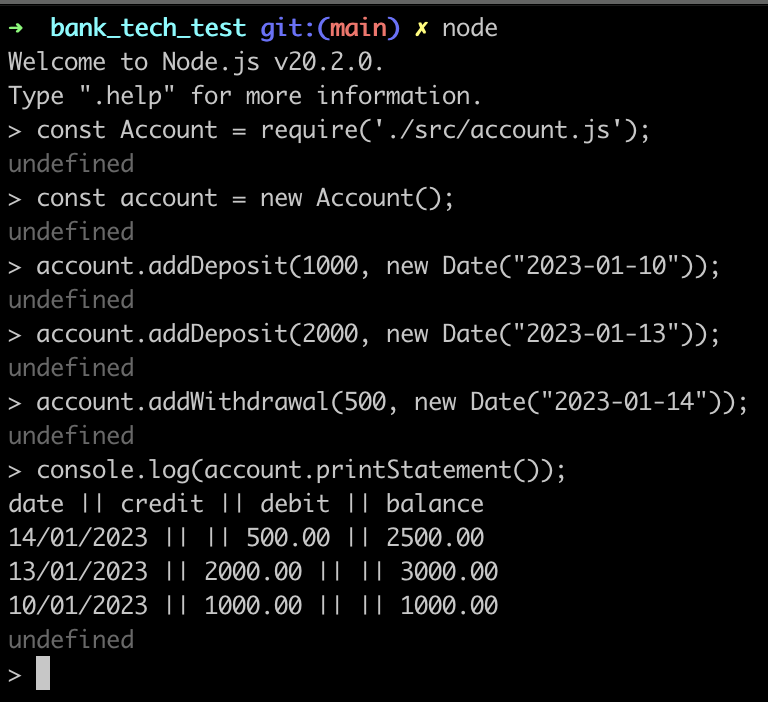 ➜  bank_tech_test git:(main) ✗ node
Welcome to Node.js v20.2.0.
Type ".help" for more information.
> const Account = require('./src/account.js');
undefined
> const account = new Account();
undefined
> account.addDeposit(1000, new Date("2023-01-10"));
undefined
> account.addDeposit(2000, new Date("2023-01-13"));
undefined
> account.addWithdrawal(500, new Date("2023-01-14"));
undefined
> console.log(account.printStatement());
date || credit || debit || balance
14/01/2023 || || 500.00 || 2500.00
13/01/2023 || 2000.00 || || 3000.00
10/01/2023 || 1000.00 || || 1000.00
undefined
>